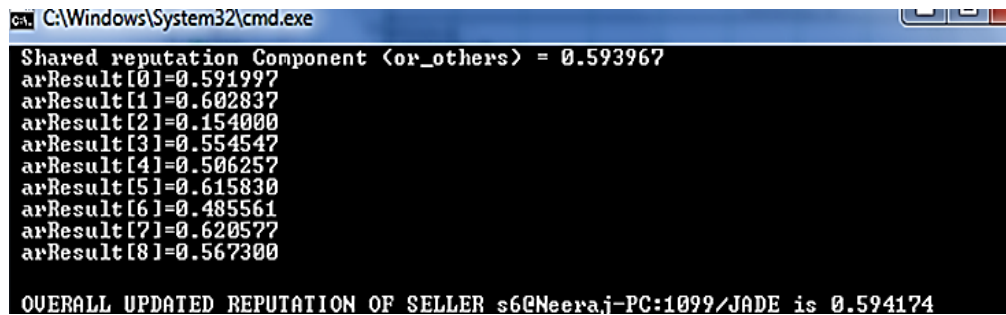 C:\Windows\System32\cmd.exe
Shared reputation Component (or_others) = 0.593967
arResult[0]=0.591997
arResult[1]=0.602837
arResult[2]=0.154000
arResult[3]=0.554547
arResult[4]=0.506257
arResult[5]=0.615830
arResult[6]=0.485561
arResult[7]=0.620577
arResult[8]=0.567300
OVERALL UPDATED REPUTATION OF SELLER s6@Neeraj-PC:1099/JADE is 0.594174